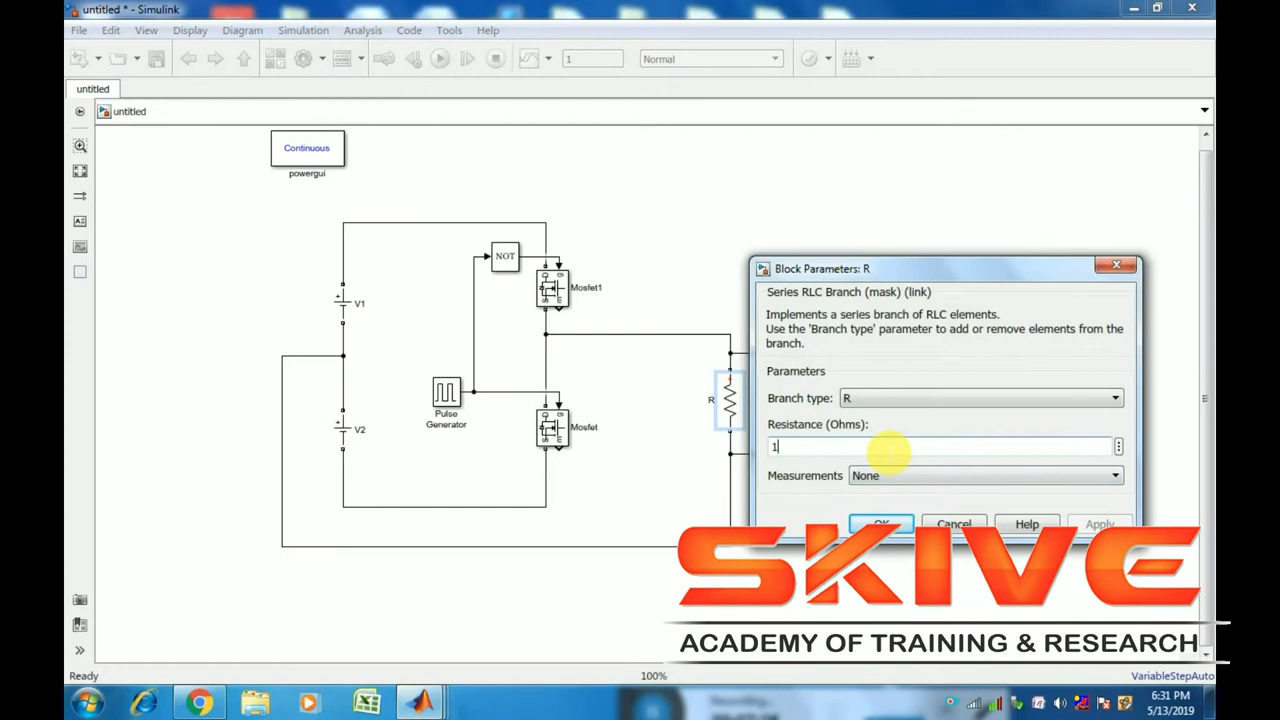 untitled * - Simulink
File Edit View Display Diagram Simulation Analysis Code Tools Help
1 Normal
untitled
untitled
Continuous
powergui
NOT
Mosfet1
V1
Pulse
Generator
Mosfet
V2
R
Block Parameters: R
Series RLC Branch (mask) (link)
Implements a series branch of RLC elements.
Use the 'Branch type' parameter to add or remove elements from the
branch.
Parameters
Branch type: R
Resistance (Ohms):
1
Measurements None
OK Cancel Help Apply
SKIVE
ACADEMY OF TRAINING & RESEARCH
Ready 100% VariableStepAuto
6:31 PM
5/13/2019